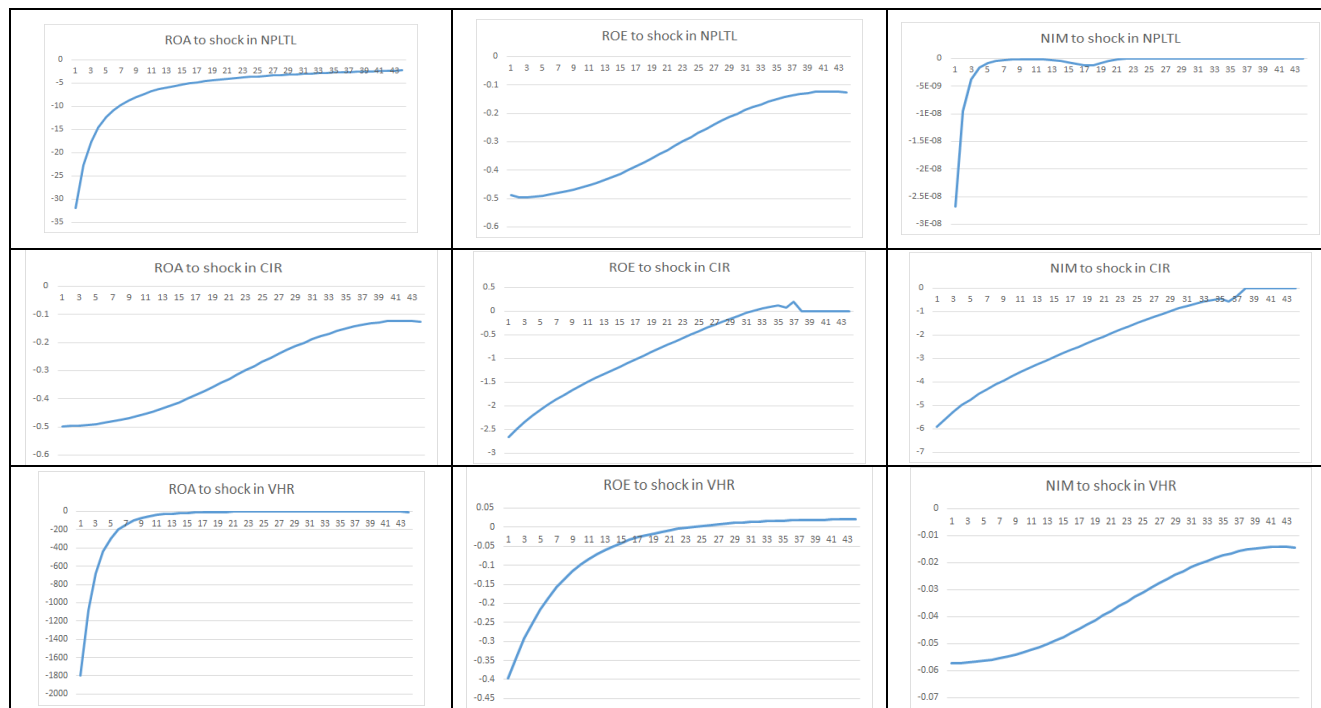 ROA to shock in NPLTL
0
1 3 5 7 9 11 13 15 17 19 21 23 25 27 29 31 33 35 37 39 41 43
-5
-10
-15
-20
-25
-30
-35
ROE to shock in NPLTL
0
1 3 5 7 9 11 13 15 17 19 21 23 25 27 29 31 33 35 37 39 41 43
-0.1
-0.2
-0.3
-0.4
-0.5
-0.6
NIM to shock in NPLTL
0
1 3 5 7 9 11 13 15 17 19 21 23 25 27 29 31 33 35 37 39 41 43
-5E-09
-1E-08
-1.5E-08
-2E-08
-2.5E-08
-3E-08
ROA to shock in CIR
0
1 3 5 7 9 11 13 15 17 19 21 23 25 27 29 31 33 35 37 39 41 43
-0.1
-0.2
-0.3
-0.4
-0.5
-0.6
ROE to shock in CIR
0.5
0
1 3 5 7 9 11 13 15 17 19 21 23 25 27 29 31 33 35 37 39 41 43
-0.5
-1
-1.5
-2
-2.5
-3
NIM to shock in CIR
0
1 3 5 7 9 11 13 15 17 19 21 23 25 27 29 31 33 35 37 39 41 43
-1
-2
-3
-4
-5
-6
-7
ROA to shock in VHR
0
1 3 5 7 9 11 13 15 17 19 21 23 25 27 29 31 33 35 37 39 41 43
-200
-400
-600
-800
-1000
-1200
-1400
-1600
-1800
-2000
ROE to shock in VHR
0.05
0
1 3 5 7 9 11 13 15 17 19 21 23 25 27 29 31 33 35 37 39 41 43
-0.05
-0.1
-0.15
-0.2
-0.25
-0.3
-0.35
-0.4
-0.45
NIM to shock in VHR
0
1 3 5 7 9 11 13 15 17 19 21 23 25 27 29 31 33 35 37 39 41 43
-0.01
-0.02
-0.03
-0.04
-0.05
-0.06
-0.07